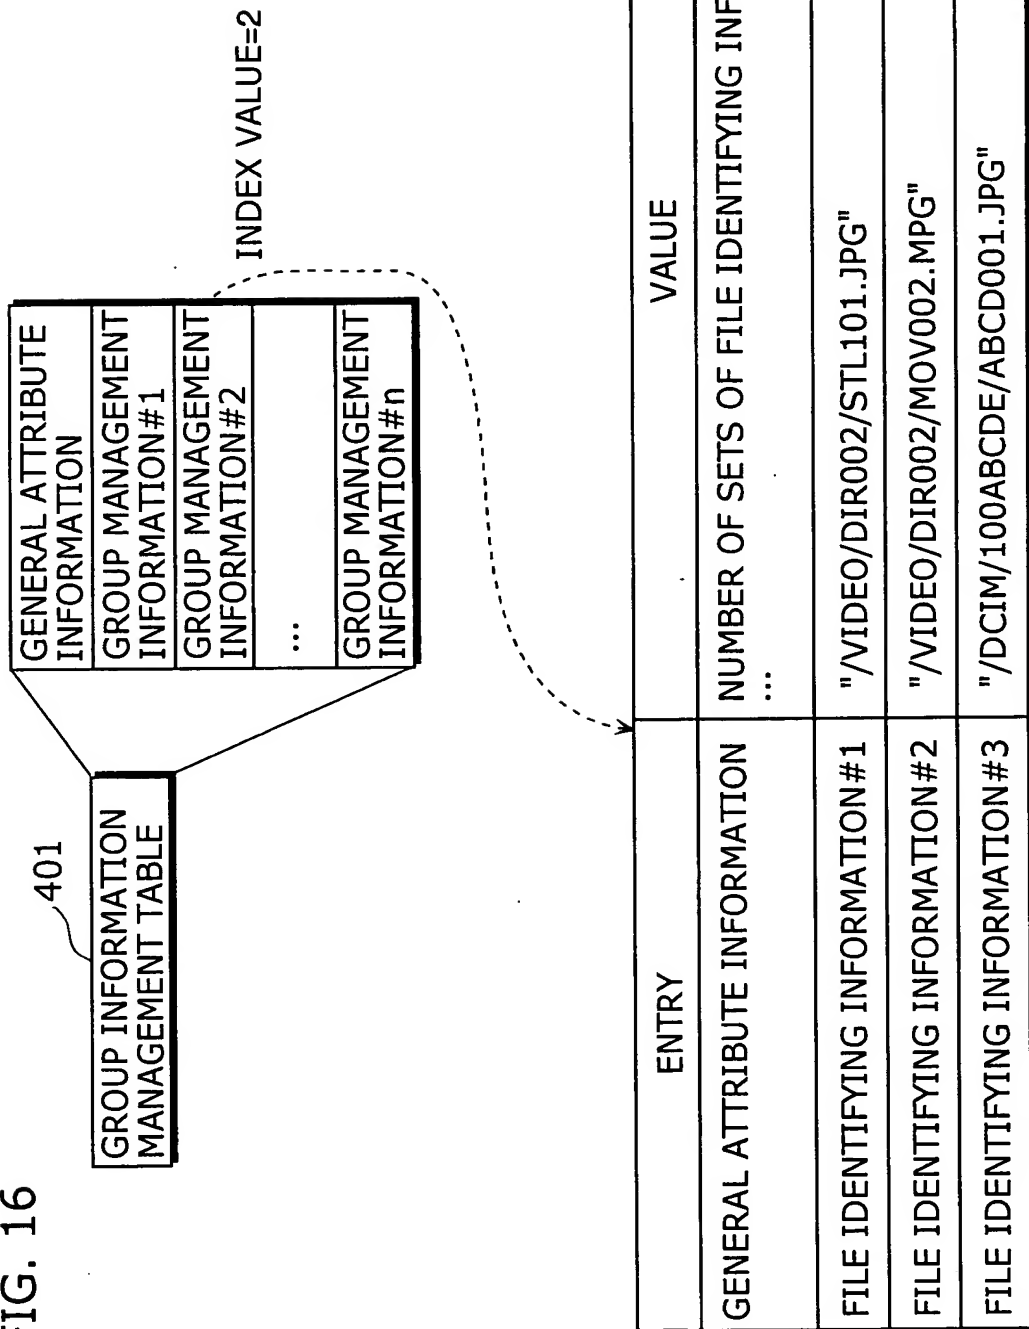 FIG. 16
401
GROUP INFORMATION
MANAGEMENT TABLE
GENERAL ATTRIBUTE
INFORMATION
GROUP MANAGEMENT
INFORMATION#1
GROUP MANAGEMENT
INFORMATION#2
...
GROUP MANAGEMENT
INFORMATION#n
INDEX VALUE=2
ENTRY VALUE
GENERAL ATTRIBUTE INFORMATION NUMBER OF SETS OF FILE IDENTIFYING INF
...
FILE IDENTIFYING INFORMATION#1 "/VIDEO/DIR002/STL101.JPG"
FILE IDENTIFYING INFORMATION#2 "/VIDEO/DIR002/MOV002.MPG"
FILE IDENTIFYING INFORMATION#3 "/DCIM/100ABCDE/ABCD001.JPG"